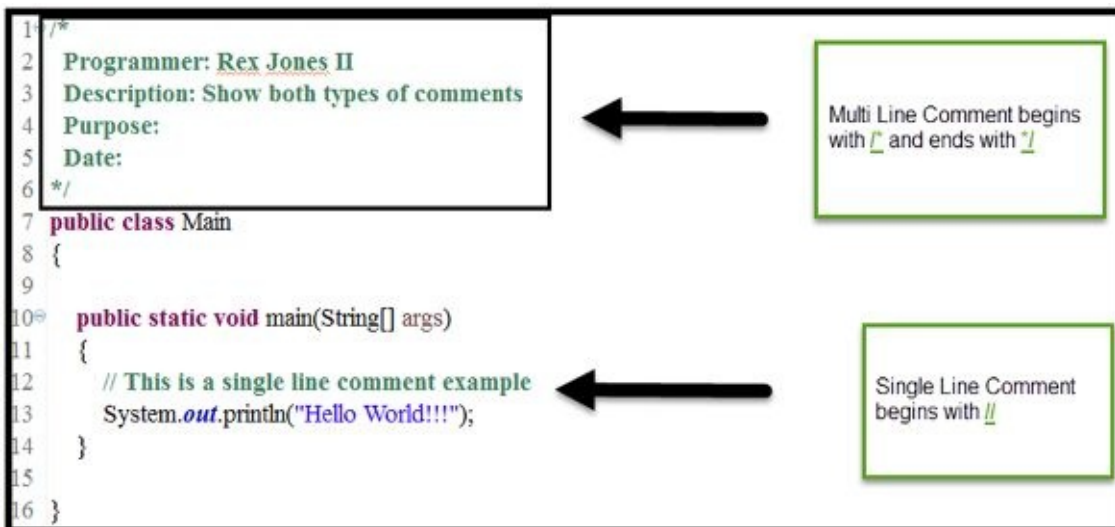 1 /*
2 Programmer: Rex Jones II
3 Description: Show both types of comments
4 Purpose:
5 Date:
6 */
7 public class Main
8 {
9
10 public static void main(String[] args)
11 {
12 // This is a single line comment example
13 System.out.println("Hello World!!!");
14 }
15
16 }
Multi Line Comment begins
with /* and ends with */
Single Line Comment
begins with //